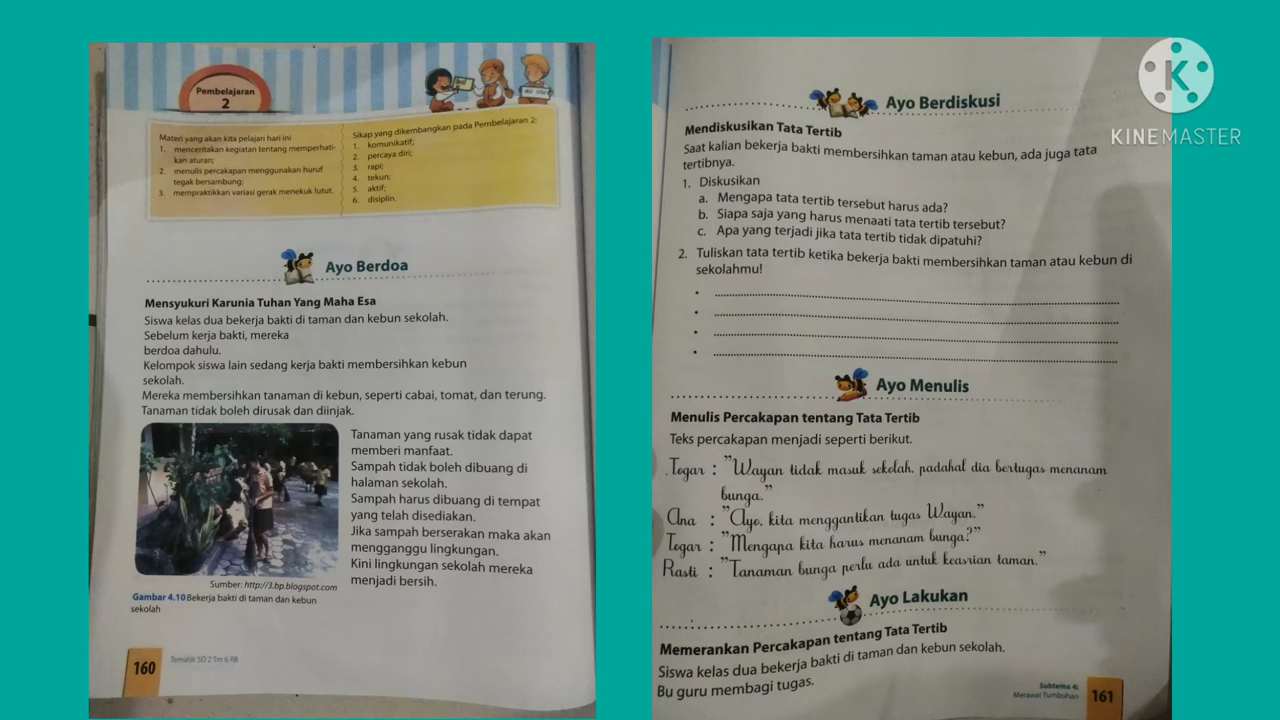 Pembelajaran
2
Materi yang akan kita pelajari hari ini
1. menceritakan kegiatan tentang memperhati-
kan aturan;
2. menulis percakapan menggunakan huruf
tegak bersambung;
3. mempraktikkan variasi gerak menekuk lutut.
Sikap yang dikembangkan pada Pembelajaran 2:
1. komunikatif;
2. percaya diri;
3. rapi;
4. tekun;
5. aktif;
6. disiplin.
Ayo Berdoa
Mensyukuri Karunia Tuhan Yang Maha Esa
Siswa kelas dua bekerja bakti di taman dan kebun sekolah.
Sebelum kerja bakti, mereka
berdoa dahulu.
Kelompok siswa lain sedang kerja bakti membersihkan kebun
sekolah.
Mereka membersihkan tanaman di kebun, seperti cabai, tomat, dan terung.
Tanaman tidak boleh dirusak dan diinjak.
Tanaman yang rusak tidak dapat
memberi manfaat.
Sampah tidak boleh dibuang di
halaman sekolah.
Sampah harus dibuang di tempat
yang telah disediakan.
Jika sampah berserakan maka akan
mengganggu lingkungan.
Kini lingkungan sekolah mereka
menjadi bersih.
Sumber: http://3.bp.blogspot.com
Gambar 4.10 Bekerja bakti di taman dan kebun
sekolah
160
Tematik SD 2 Tm 6 RB
Ayo Berdiskusi
Mendiskusikan Tata Tertib
Saat kalian bekerja bakti membersihkan taman atau kebun, ada juga tata
tertibnya.
1. Diskusikan
a. Mengapa tata tertib tersebut harus ada?
b. Siapa saja yang harus menaati tata tertib tersebut?
c. Apa yang terjadi jika tata tertib tidak dipatuhi?
2. Tuliskan tata tertib ketika bekerja bakti membersihkan taman atau kebun di
sekolahmu!
Ayo Menulis
Menulis Percakapan tentang Tata Tertib
Teks percakapan menjadi seperti berikut.
Togar : "Wayan tidak masuk sekolah, padahal dia bertugas menanam
bunga."
Ana : "Ayo, kita menggantikan tugas Wayan."
Togar : "Mengapa kita harus menanam bunga?"
Rasti : "Tanaman bunga perlu ada untuk keasrian taman."
Ayo Lakukan
Memerankan Percakapan tentang Tata Tertib
Siswa kelas dua bekerja bakti di taman dan kebun sekolah.
Bu guru membagi tugas.
Subtema 4:
Merawat Tumbuhan
161
K
KINEMASTER